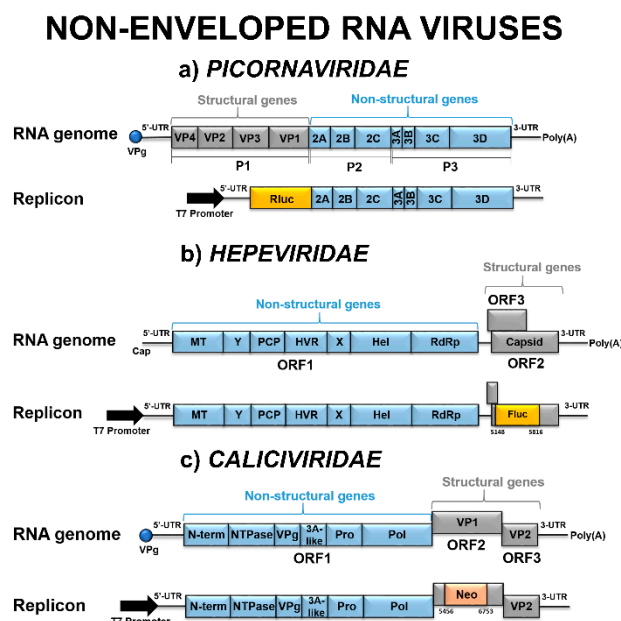 NON-ENVELOPED RNA VIRUSES
a) PICORNAVIRIDAE
Structural genes Non-structural genes
RNA genome 5'-UTR VP4 VP2 VP3 VP1 2A 2B 2C 3A 3B 3C 3D 3-UTR Poly(A)
VPg
P1 P2 P3
Replicon 5'-UTR Rluc 2A 2B 2C 3A 3B 3C 3D 3-UTR
T7 Promoter
b) HEPEVIRIDAE
Structural genes
Non-structural genes ORF3
RNA genome 5'-UTR MT Y PCP HVR X Hel RdRp Capsid 3-UTR Poly(A)
Cap ORF1 ORF2
Replicon 5'-UTR MT Y PCP HVR X Hel RdRp Fluc 3-UTR
T7 Promoter 5148 5816
c) CALICIVIRIDAE
Non-structural genes Structural genes
RNA genome 5'-UTR N-term NTPase VPg 3A-like Pro Pol VP1 VP2 3-UTR Poly(A)
VPg ORF1 ORF2 ORF3
Replicon 5'-UTR N-term NTPase VPg 3A-like Pro Pol Neo VP2 3-UTR
T7 Promoter 5456 6753